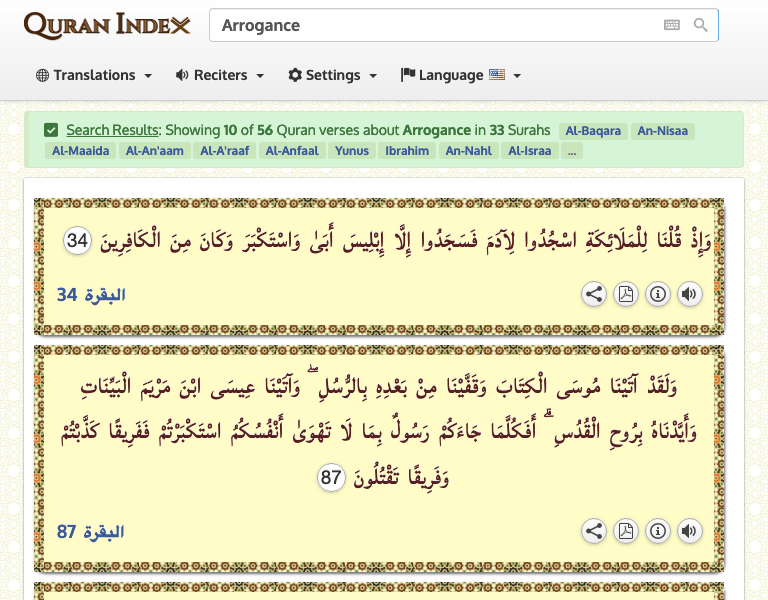 QURAN INDEX
Arrogance
Translations Reciters Settings Language
Search Results: Showing 10 of 56 Quran verses about Arrogance in 33 Surahs Al-Baqara An-Nisaa
Al-Maaida Al-An'aam Al-A'raaf Al-Anfaal Yunus Ibrahim An-Nahl Al-Israa ...
وَإِذْ قُلْنَا لِلْمَلَائِكَةِ اسْجُدُوا لِآدَمَ فَسَجَدُوا إِلَّا إِبْلِيسَ أَبَىٰ وَاسْتَكْبَرَ وَكَانَ مِنَ الْكَافِرِينَ 34
البقرة 34
وَلَقَدْ آتَيْنَا مُوسَى الْكِتَابَ وَقَفَّيْنَا مِنْ بَعْدِهِ بِالرُّسُلِ ۖ وَآتَيْنَا عِيسَى ابْنَ مَرْيَمَ الْبَيِّنَاتِ
وَأَيَّدْنَاهُ بِرُوحِ الْقُدُسِ ۗ أَفَكُلَّمَا جَاءَكُمْ رَسُولٌ بِمَا لَا تَهْوَىٰ أَنْفُسُكُمُ اسْتَكْبَرْتُمْ فَفَرِيقًا كَذَّبْتُمْ
وَفَرِيقًا تَقْتُلُونَ 87
البقرة 87